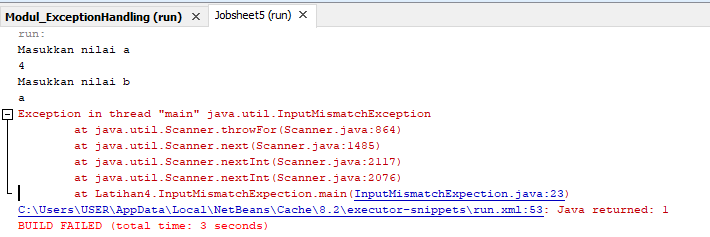 Modul_ExceptionHandling (run) × Jobsheet5 (run) ×
run:
Masukkan nilai a
4
Masukkan nilai b
a
Exception in thread "main" java.util.InputMismatchException
at java.util.Scanner.throwFor(Scanner.java:864)
at java.util.Scanner.next(Scanner.java:1485)
at java.util.Scanner.nextInt(Scanner.java:2117)
at java.util.Scanner.nextInt(Scanner.java:2076)
at Latihan4.InputMismatchExpection.main(InputMismatchExpection.java:23)
C:\Users\USER\AppData\Local\NetBeans\Cache\8.2\executor-snippets\run.xml:53: Java returned: 1
BUILD FAILED (total time: 3 seconds)